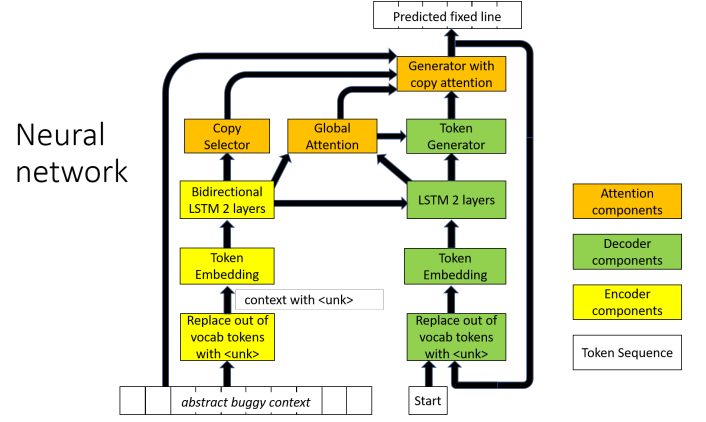 Predicted fixed line
Generator with
copy attention
Neural
network
Copy
Selector
Global
Attention
Token
Generator
Bidirectional
LSTM 2 layers
LSTM 2 layers
Attention
components
Token
Embedding
Token
Embedding
Decoder
components
context with <unk>
Encoder
components
Replace out of
vocab tokens
with <unk>
Replace out of
vocab tokens
with <unk>
Token Sequence
abstract buggy context
Start